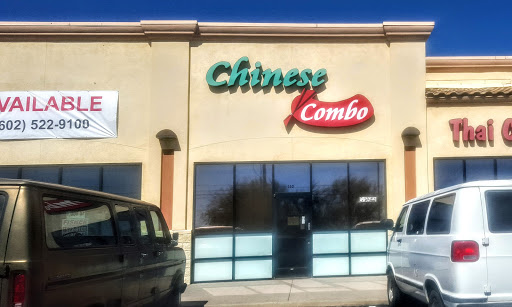 VAILABLE
602) 522-9100
Chinese
Combo
Thai C